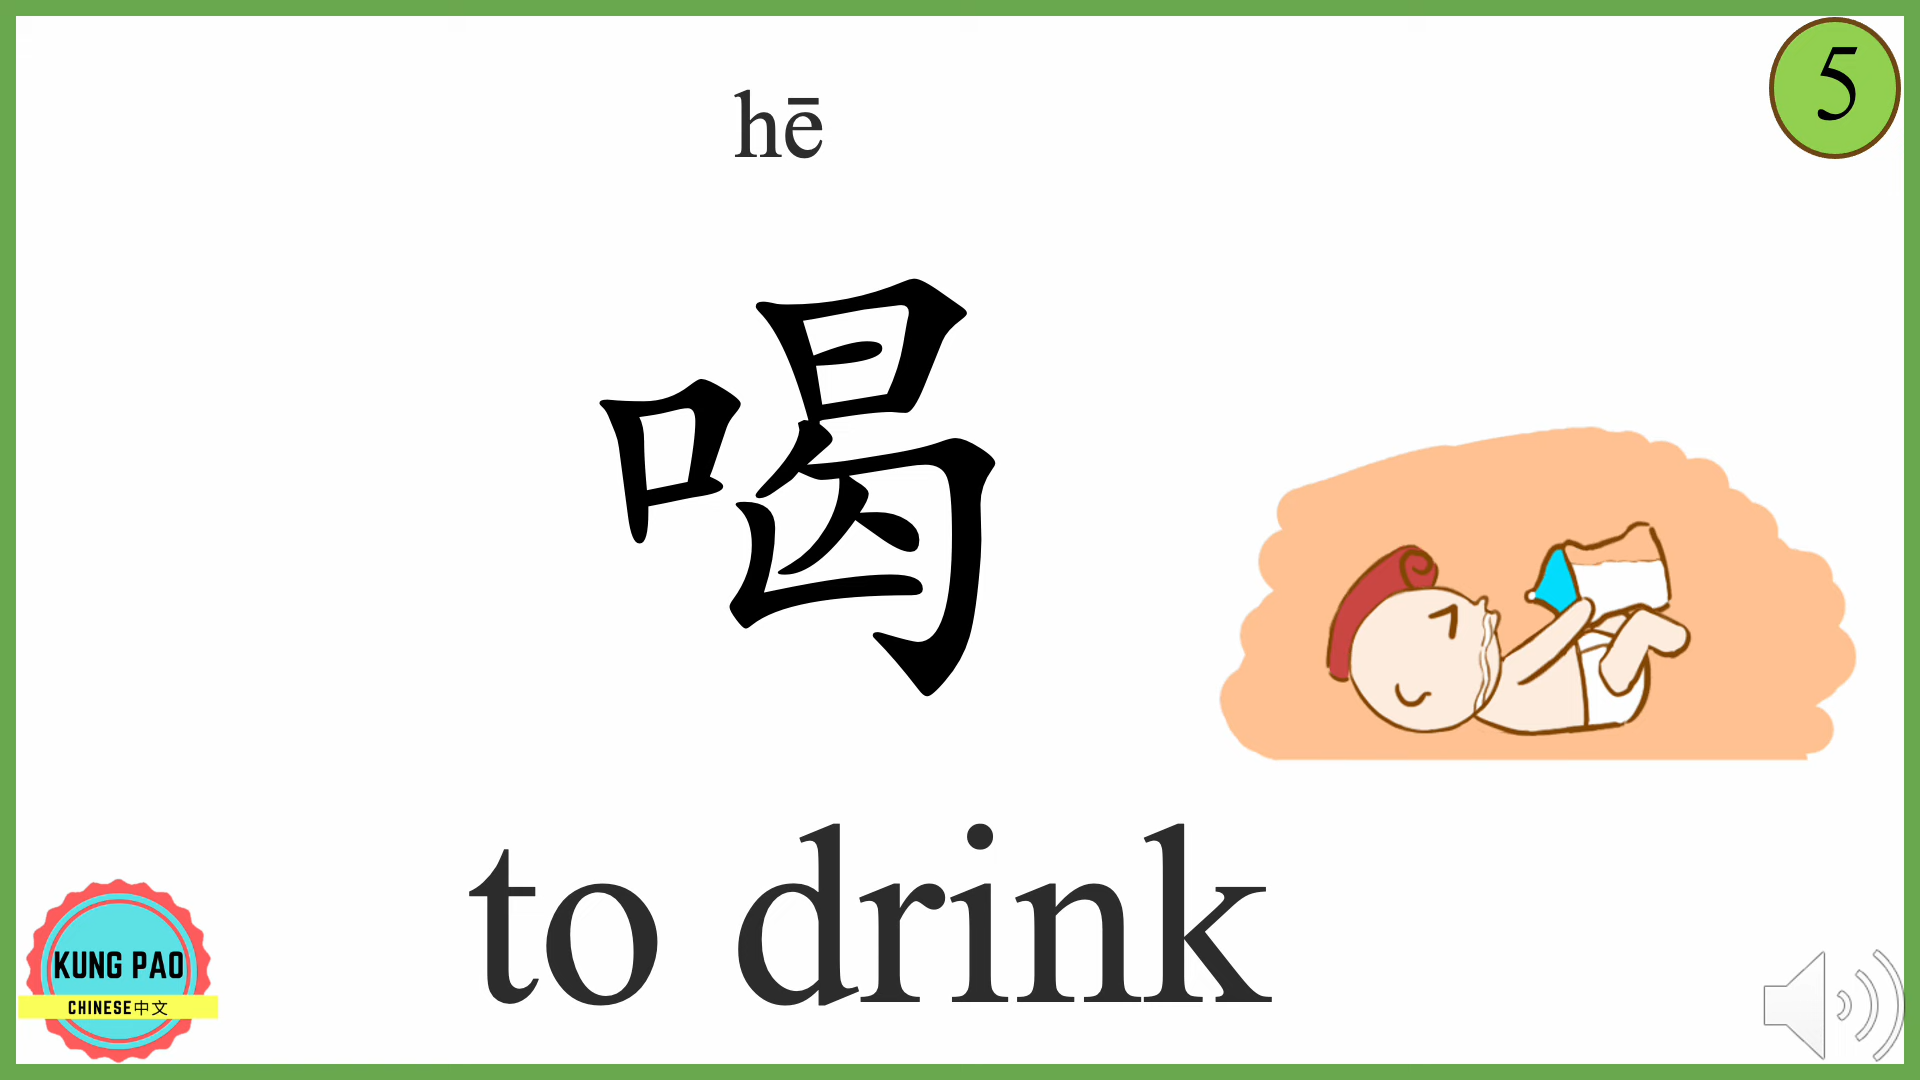 hē
5
喝
to drink
KUNG PAO
CHINESE中文